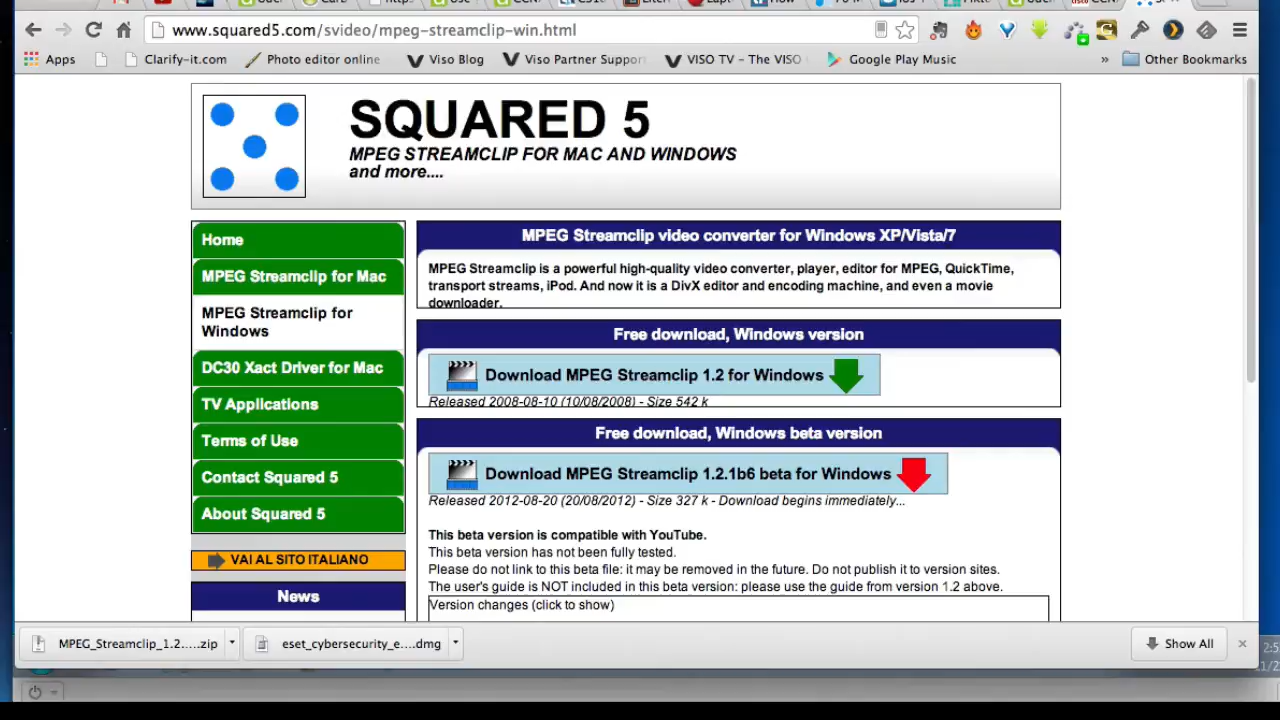 www.squared5.com/svideo/mpeg-streamclip-win.html
Apps
Clarify-it.com
Photo editor online
Viso Blog
Viso Partner Suppor
VISO TV - The VISO
Google Play Music
»
Other Bookmarks
SQUARED 5
MPEG STREAMCLIP FOR MAC AND WINDOWS
and more....
Home
MPEG Streamclip for Mac
MPEG Streamclip for
Windows
DC30 Xact Driver for Mac
TV Applications
Terms of Use
Contact Squared 5
About Squared 5
VAI AL SITO ITALIANO
News
MPEG Streamclip video converter for Windows XP/Vista/7
MPEG Streamclip is a powerful high-quality video converter, player, editor for MPEG, QuickTime,
transport streams, iPod. And now it is a DivX editor and encoding machine, and even a movie
downloader.
Free download, Windows version
Download MPEG Streamclip 1.2 for Windows
Released 2008-08-10 (10/08/2008) - Size 542 k
Free download, Windows beta version
Download MPEG Streamclip 1.2.1b6 beta for Windows
Released 2012-08-20 (20/08/2012) - Size 327 k - Download begins immediately...
This beta version is compatible with YouTube.
This beta version has not been fully tested.
Please do not link to this beta file: it may be removed in the future. Do not publish it to version sites.
The user's guide is NOT included in this beta version: please use the guide from version 1.2 above.
Version changes (click to show)
MPEG_Streamclip_1.2.....zip
eset_cybersecurity_e....dmg
Show All